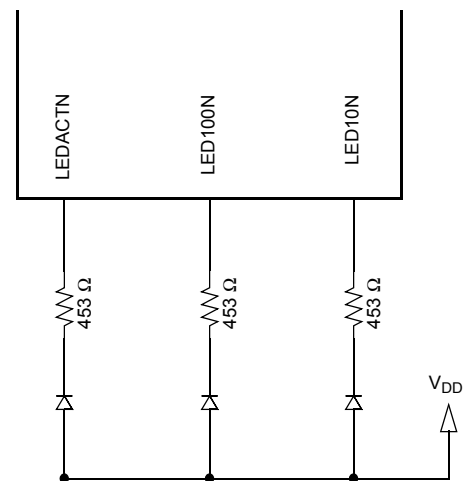 LEDACTN
LED100N
LED10N
453 Ω
453 Ω
453 Ω
VDD